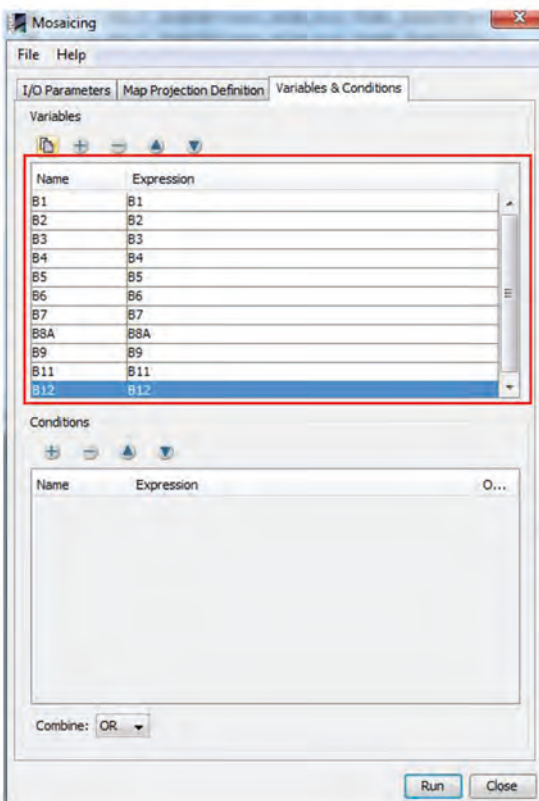 Mosaicing
File Help
I/O Parameters Map Projection Definition Variables & Conditions
Variables
Name Expression
B1 B1
B2 B2
B3 B3
B4 B4
B5 B5
B6 B6
B7 B7
B8A B8A
B9 B9
B11 B11
B12 B12
Conditions
Name Expression O...
Combine: OR
Run Close